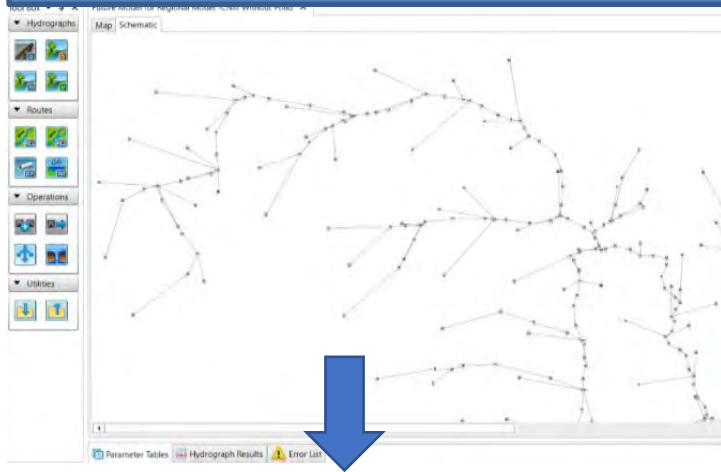 Tool Box
Future Model for Regional Model -Chin Without Pond
Hydrographs
Map Schematic
Routes
Operations
Utilities
Parameter Tables Hydrograph Results Error List